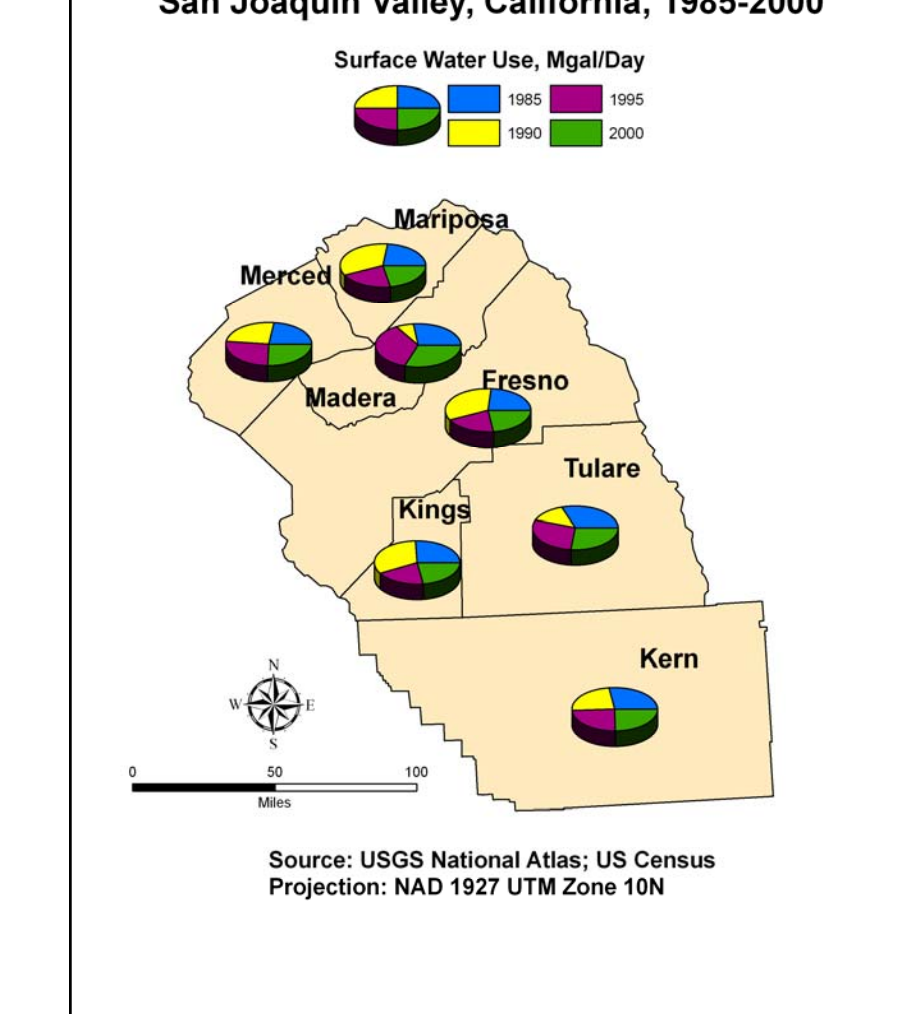 San Joaquin Valley, California, 1985-2000
Surface Water Use, Mgal/Day
1985 1995
1990 2000
Mariposa
Merced
Fresno
Madera
Tulare
Kings
Kern
N
W E
S
0 50 100
Miles
Source: USGS National Atlas; US Census
Projection: NAD 1927 UTM Zone 10N